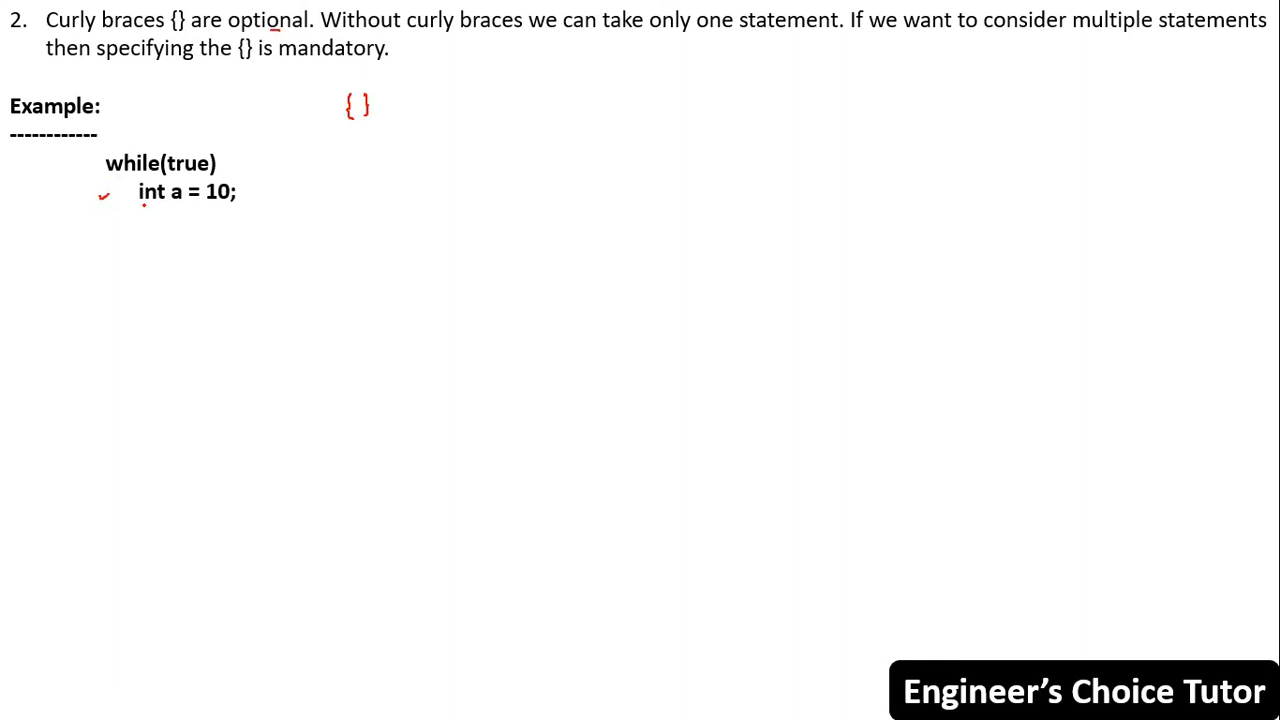 2. Curly braces {} are optional. Without curly braces we can take only one statement. If we want to consider multiple statements
then specifying the {} is mandatory.
Example:
{ }
------------
while(true)
int a = 10;
Engineer’s Choice Tutor